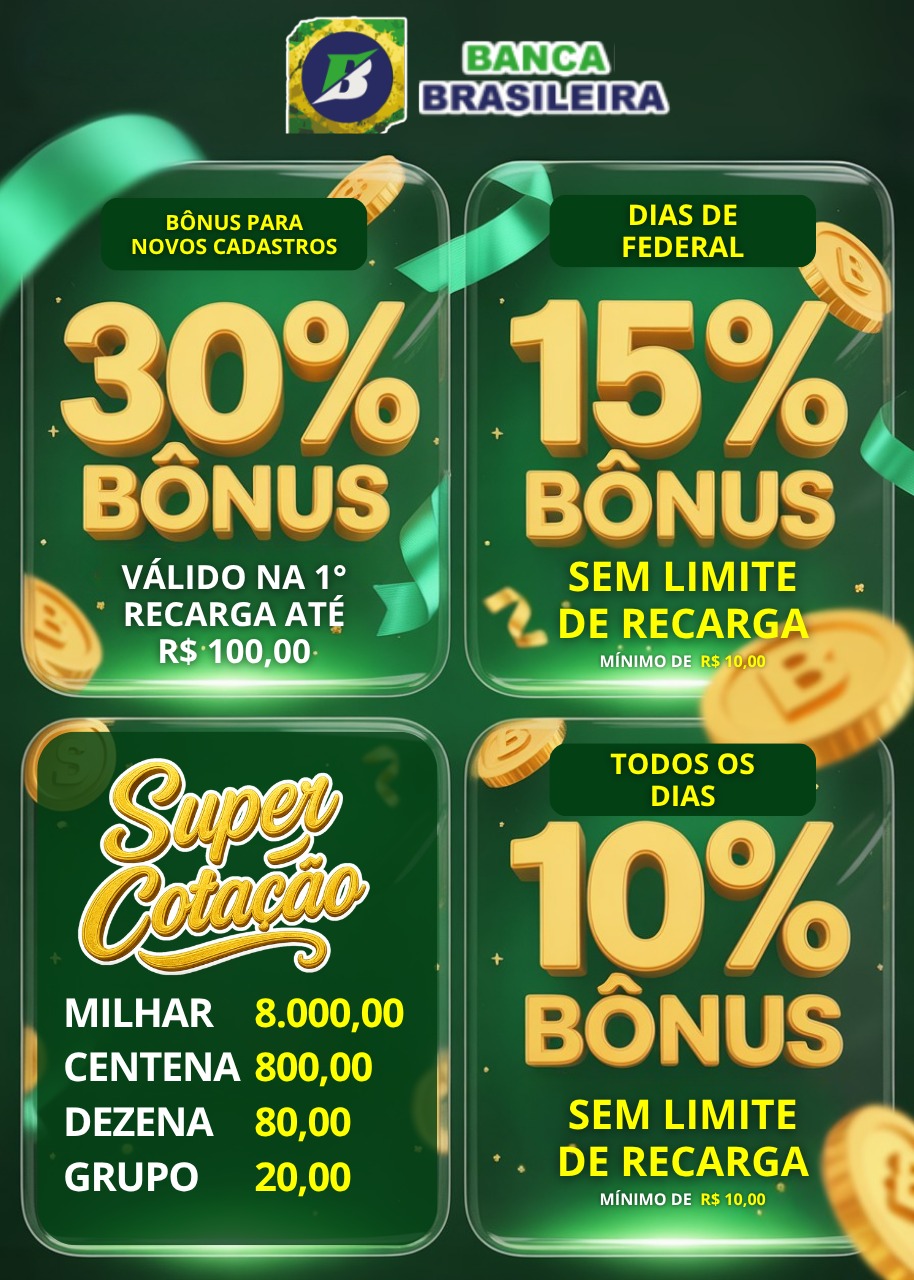 BANCA
BRASILEIRA
BÔNUS PARA
NOVOS CADASTROS
30%
BÔNUS
VÁLIDO NA 1°
RECARGA ATÉ
R$ 100,00
DIAS DE
FEDERAL
15%
BÔNUS
SEM LIMITE
DE RECARGA
MÍNIMO DE R$ 10,00
Super
Cotação
MILHAR 8.000,00
CENTENA 800,00
DEZENA 80,00
GRUPO 20,00
TODOS OS
DIAS
10%
BÔNUS
SEM LIMITE
DE RECARGA
MÍNIMO DE R$ 10,00